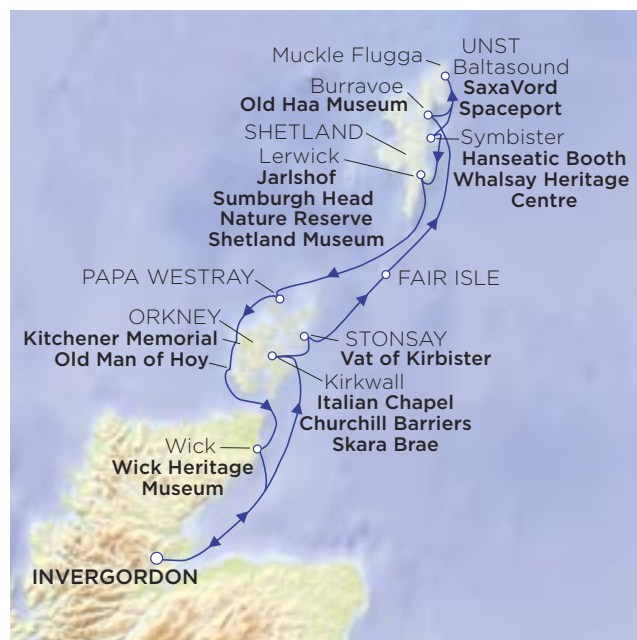 Muckle Flugga
UNST
Baltasound
SaxaVord
Spaceport
Burravoe
Old Haa Museum
SHETLAND
Symbister
Hanseatic Booth
Whalsay Heritage
Centre
Lerwick
Jarlshof
Sumburgh Head
Nature Reserve
Shetland Museum
PAPA WESTRAY
FAIR ISLE
ORKNEY
Kitchener Memorial
Old Man of Hoy
STONSAY
Vat of Kirbister
Kirkwall
Italian Chapel
Churchill Barriers
Skara Brae
Wick
Wick Heritage
Museum
INVERGORDON